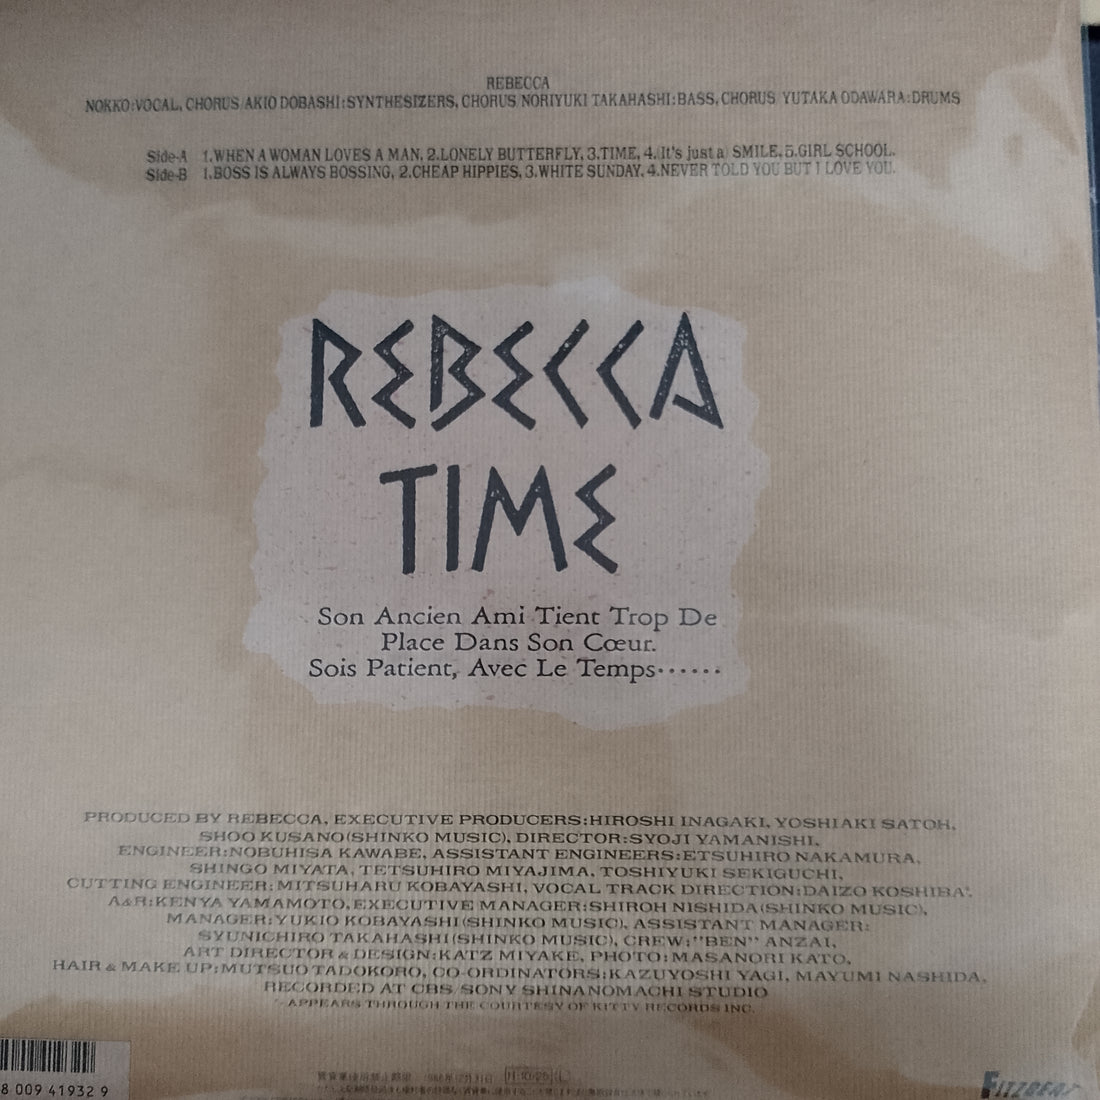 REBECCA
NOKKO:VOCAL, CHORUS/AKIO DOBASHI:SYNTHESIZERS, CHORUS/NORIYUKI TAKAHASHI:BASS, CHORUS/YUTAKA ODAWARA:DRUMS
Side-A 1.WHEN A WOMAN LOVES A MAN, 2.LONELY BUTTERFLY, 3.TIME, 4.(It's just a) SMILE, 5.GIRL SCHOOL.
Side-B 1.BOSS IS ALWAYS BOSSING, 2.CHEAP HIPPIES, 3.WHITE SUNDAY, 4.NEVER TOLD YOU BUT I LOVE YOU.
REBECCA
TIME
Son Ancien Ami Tient Trop De
Place Dans Son Cœur.
Sois Patient, Avec Le Temps······
PRODUCED BY REBECCA, EXECUTIVE PRODUCERS:HIROSHI INAGAKI, YOSHIAKI SATOH,
SHOO KUSANO(SHINKO MUSIC), DIRECTOR:SYOJI YAMANISHI,
ENGINEER:NOBUHISA KAWABE, ASSISTANT ENGINEERS:ETSUHIRO NAKAMURA,
SHINGO MIYATA, TETSUHIRO MIYAJIMA, TOSHIYUKI SEKIGUCHI,
CUTTING ENGINEER:MITSUHARU KOBAYASHI, VOCAL TRACK DIRECTION:DAIZO KOSHIBA*,
A&R:KENYA YAMAMOTO, EXECUTIVE MANAGER:SHIROH NISHIDA(SHINKO MUSIC),
MANAGER:YUKIO KOBAYASHI(SHINKO MUSIC), ASSISTANT MANAGER:
SYUNICHIRO TAKAHASHI(SHINKO MUSIC), CREW:"BEN" ANZAI,
ART DIRECTOR & DESIGN:KATZ MIYAKE, PHOTO:MASANORI KATO,
HAIR & MAKE UP:MUTSUO TADOKORO, CO-ORDINATORS:KAZUYOSHI YAGI, MAYUMI NASHIDA,
RECORDED AT CBS/SONY SHINANOMACHI STUDIO
*APPEARS THROUGH THE COURTESY OF KITTY RECORDS INC.
8 009 41932 9
FITZBEAT